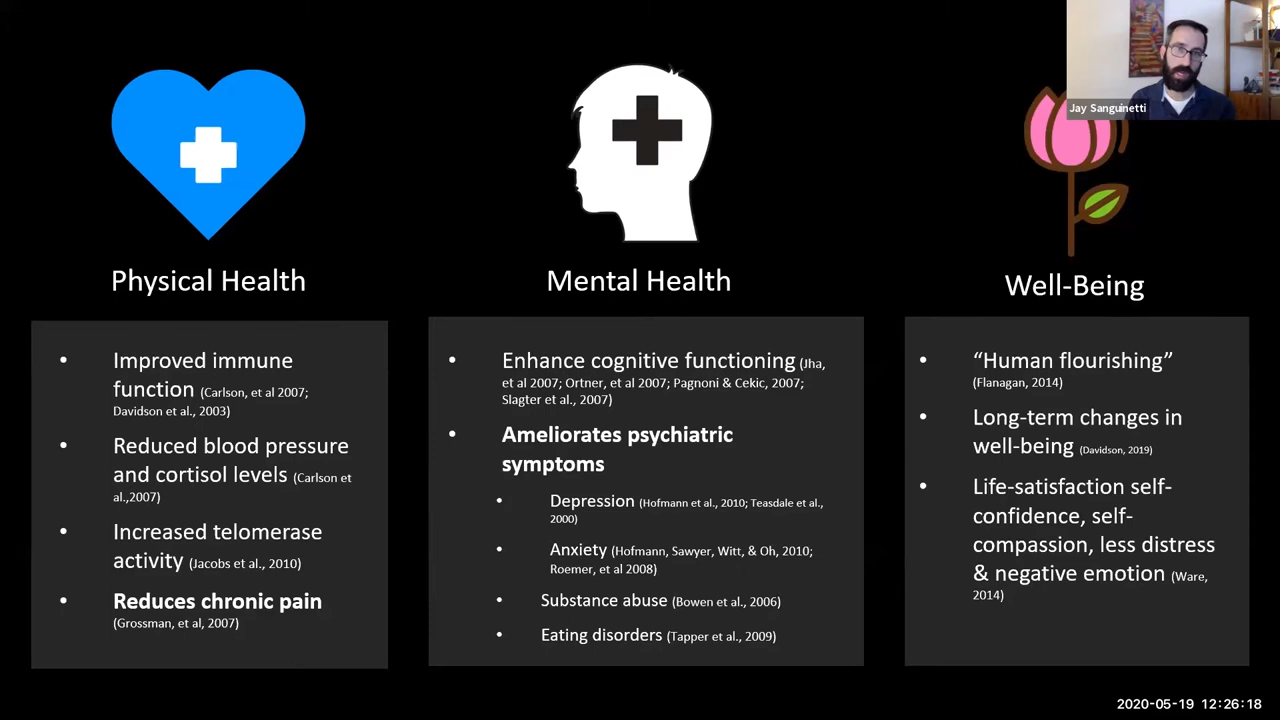 Jay Sanguinetti
Physical Health
• Improved immune
function (Carlson, et al 2007;
Davidson et al., 2003)
• Reduced blood pressure
and cortisol levels (Carlson et
al.,2007)
• Increased telomerase
activity (Jacobs et al., 2010)
• Reduces chronic pain
(Grossman, et al, 2007)
Mental Health
• Enhance cognitive functioning (Jha,
et al 2007; Ortner, et al 2007; Pagnoni & Cekic, 2007;
Slagter et al., 2007)
• Ameliorates psychiatric
symptoms
• Depression (Hofmann et al., 2010; Teasdale et al.,
2000)
• Anxiety (Hofmann, Sawyer, Witt, & Oh, 2010;
Roemer, et al 2008)
• Substance abuse (Bowen et al., 2006)
• Eating disorders (Tapper et al., 2009)
Well-Being
• “Human flourishing”
(Flanagan, 2014)
• Long-term changes in
well-being (Davidson, 2019)
• Life-satisfaction self-
confidence, self-
compassion, less distress
& negative emotion (Ware,
2014)
2020-05-19 12:26:18